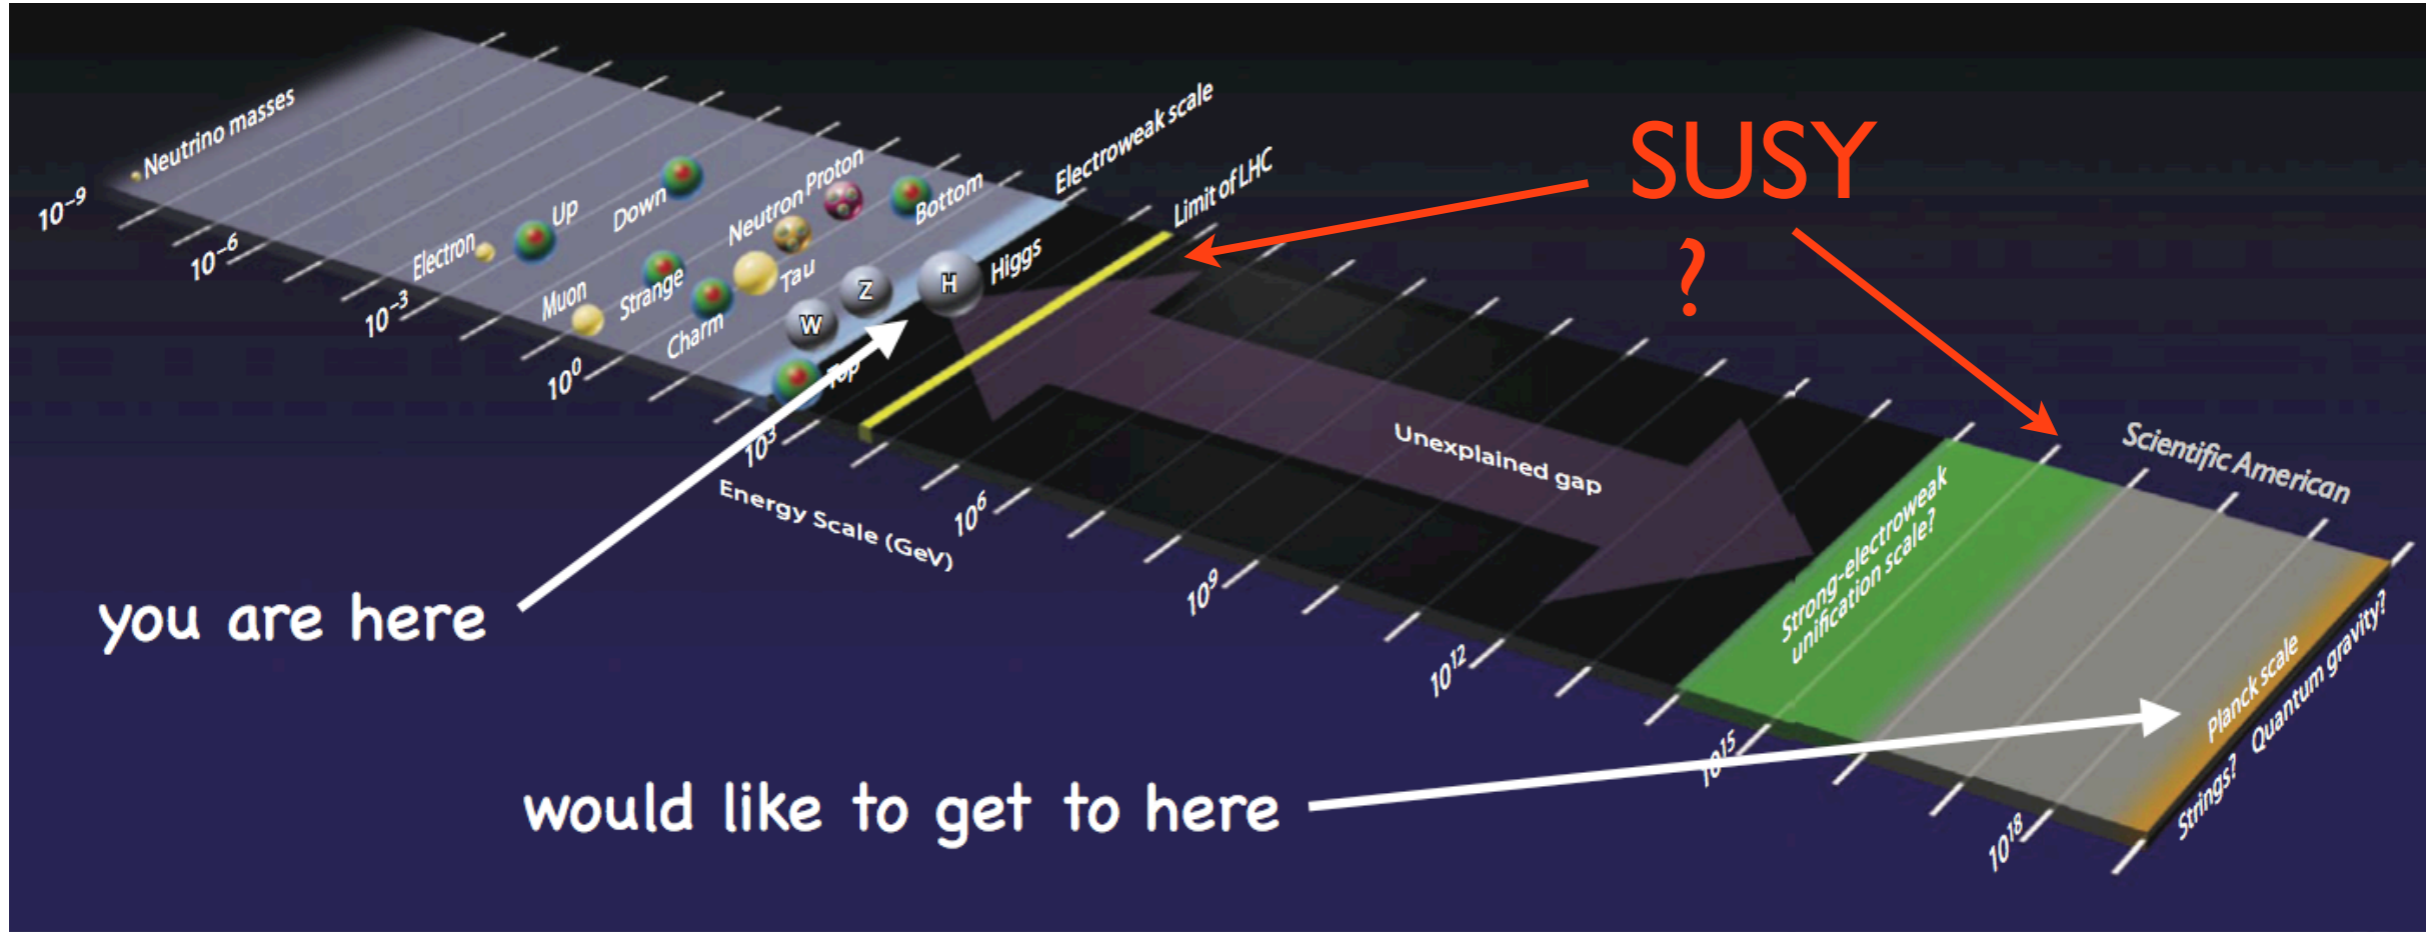 Neutrino masses
10⁻⁹
10⁻⁶
10⁻³
10⁰
10³
10⁶
10⁹
10¹²
10¹⁵
10¹⁸
Energy Scale (GeV)
Electron
Up
Down
Muon
Strange
Charm
Neutron
Proton
Tau
Bottom
W
Z
H
Higgs
Top
Electroweak scale
Limit of LHC
SUSY
?
Unexplained gap
Strong-electroweak
unification scale?
Scientific American
Planck scale
Strings? Quantum gravity?
you are here
would like to get to here